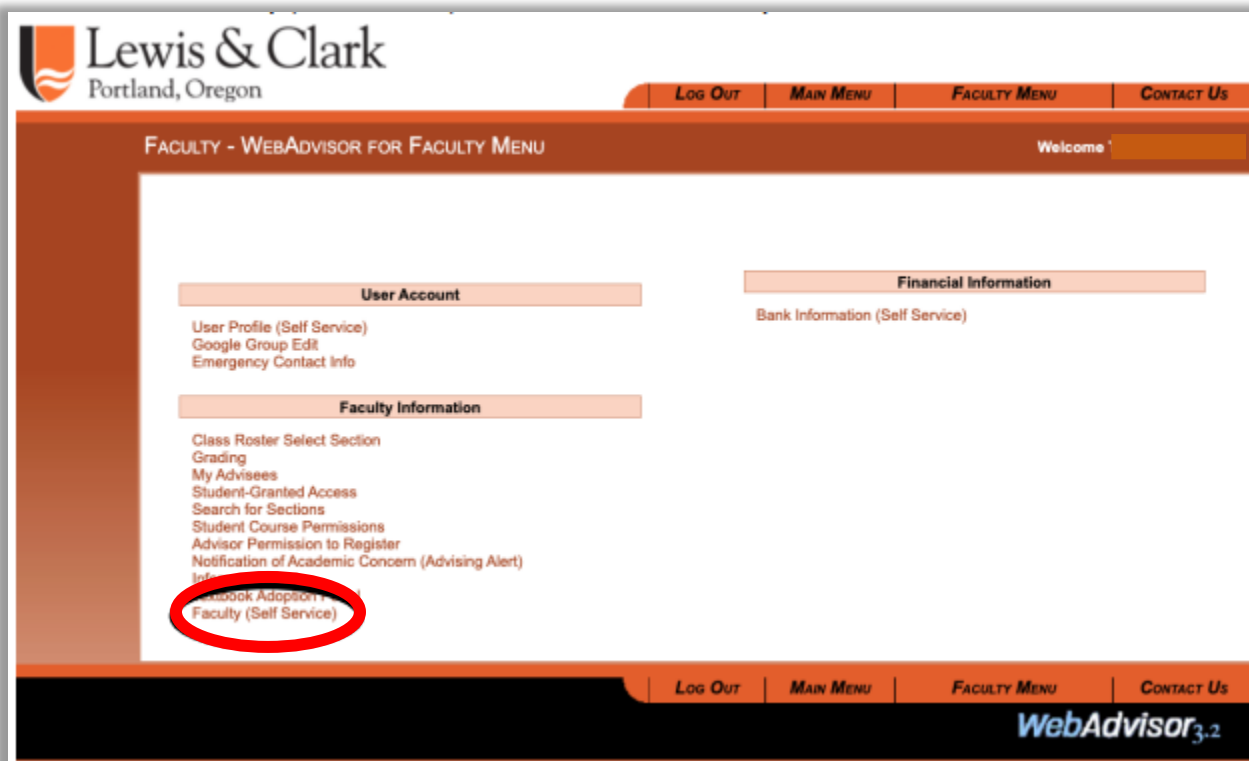 Lewis & Clark
Portland, Oregon
LOG OUT MAIN MENU FACULTY MENU CONTACT US
FACULTY - WEBADVISOR FOR FACULTY MENU
Welcome
User Account
User Profile (Self Service)
Google Group Edit
Emergency Contact Info
Financial Information
Bank Information (Self Service)
Faculty Information
Class Roster Select Section
Grading
My Advisees
Student-Granted Access
Search for Sections
Student Course Permissions
Advisor Permission to Register
Notification of Academic Concern (Advising Alert)
Adoption
Faculty (Self Service)
LOG OUT MAIN MENU FACULTY MENU CONTACT US
WebAdvisor 3.2